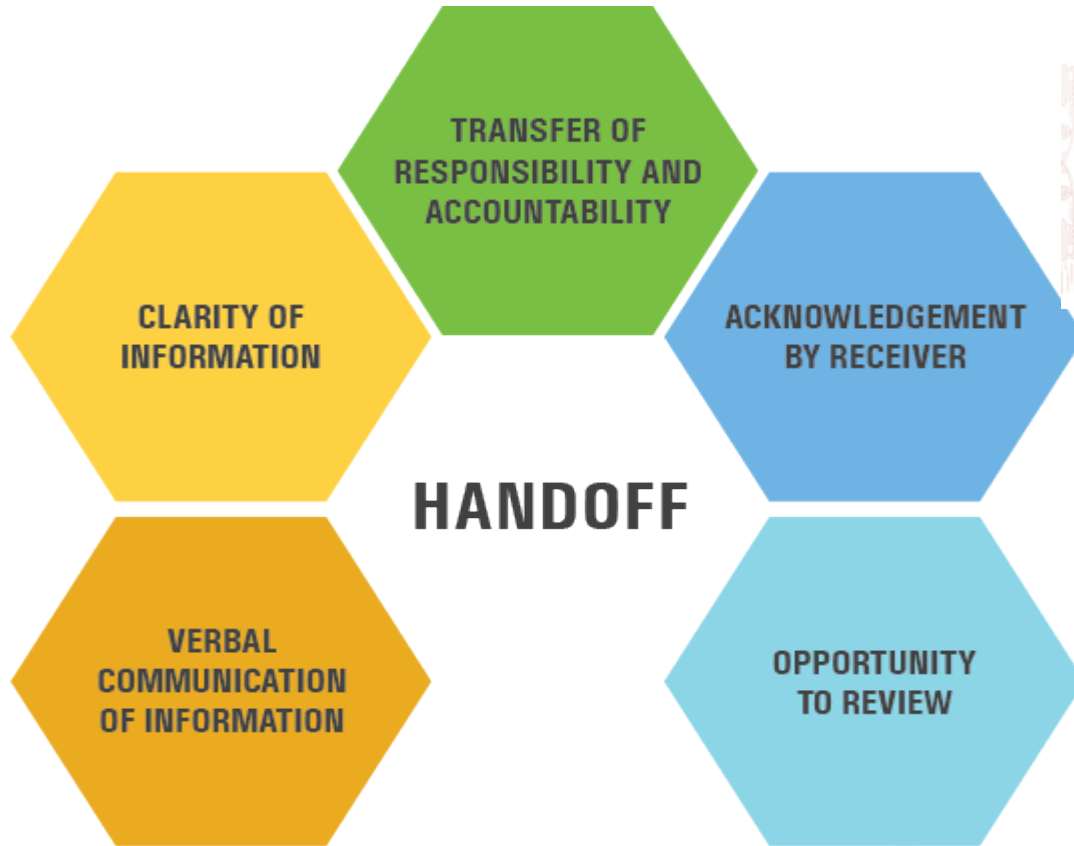 TRANSFER OF
RESPONSIBILITY AND
ACCOUNTABILITY
CLARITY OF
INFORMATION
ACKNOWLEDGEMENT
BY RECEIVER
HANDOFF
VERBAL
COMMUNICATION
OF INFORMATION
OPPORTUNITY
TO REVIEW